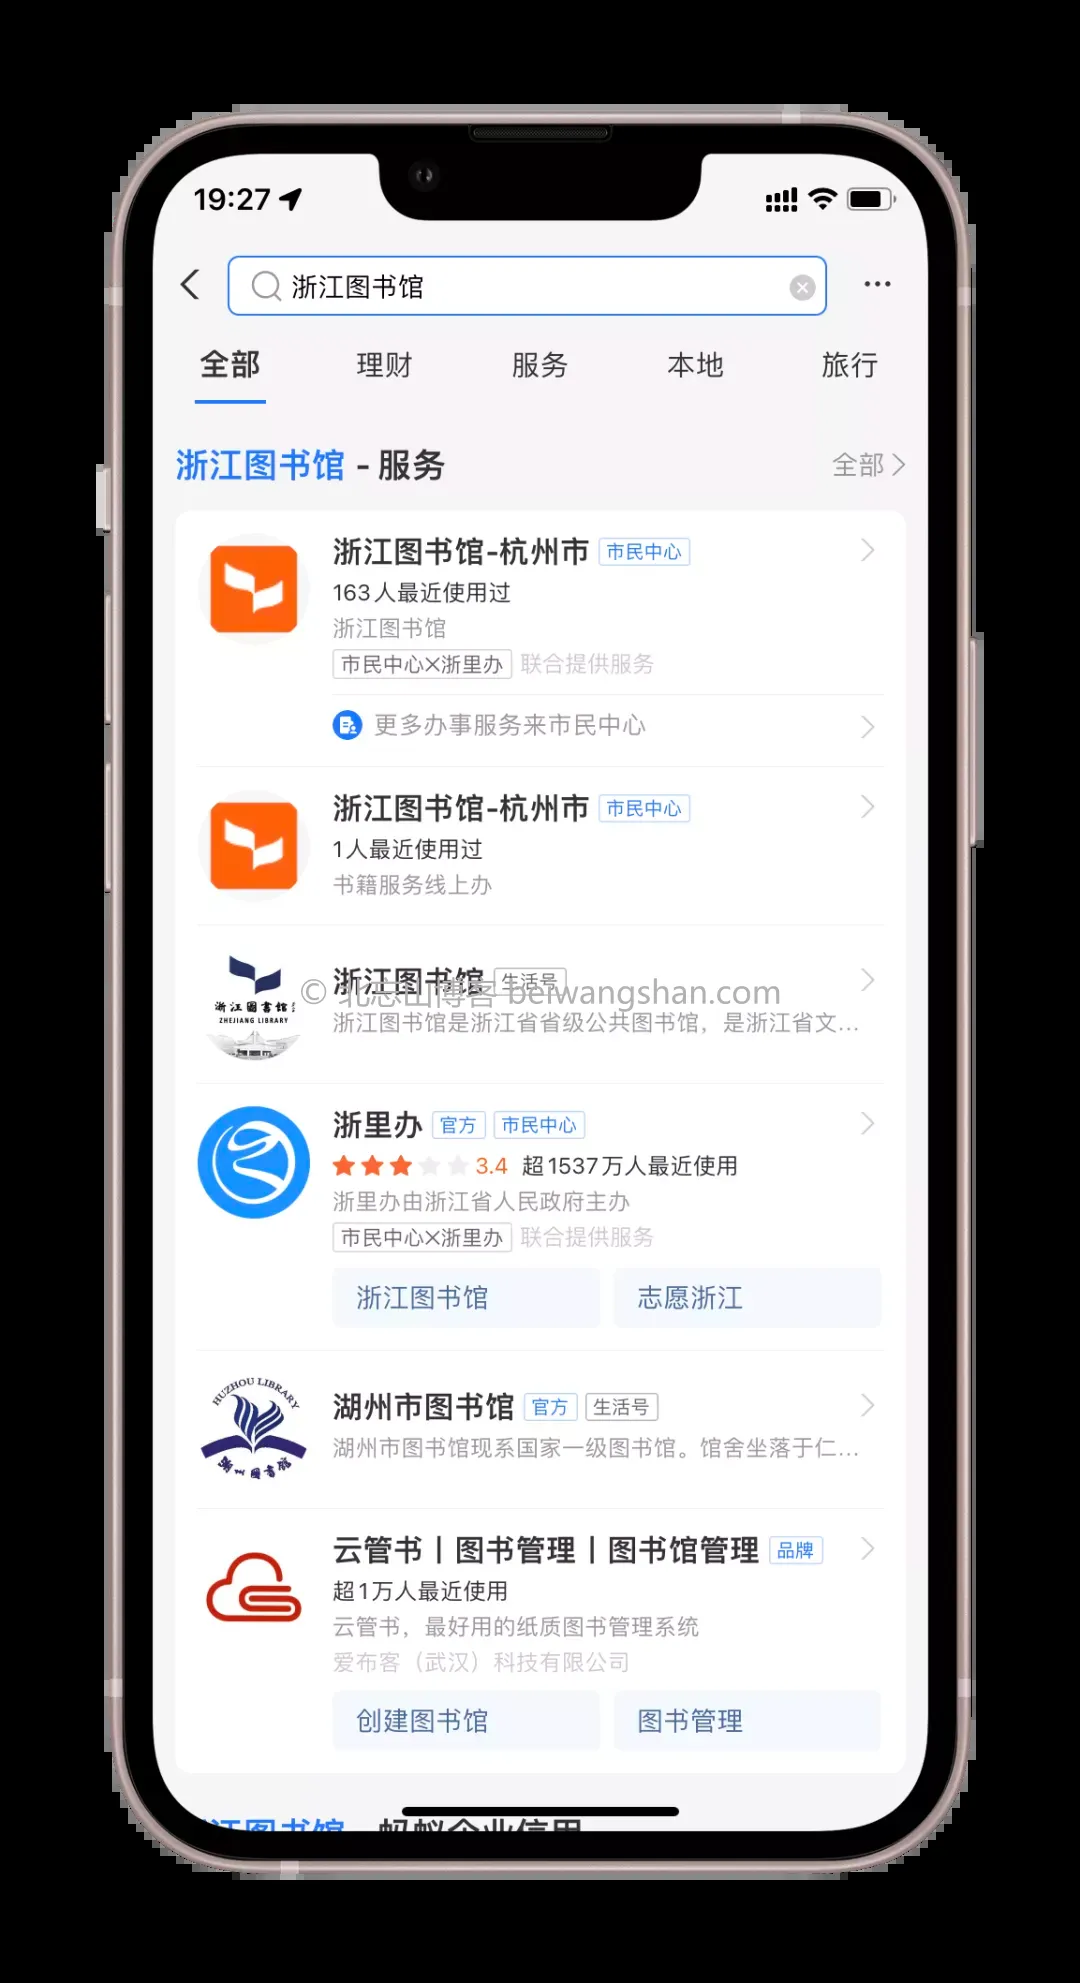 19:27
浙江图书馆
全部 理财 服务 本地 旅行
浙江图书馆 - 服务 全部
浙江图书馆-杭州市 市民中心
163人最近使用过
浙江图书馆
市民中心×浙里办 联合提供服务
更多办事服务来市民中心
浙江图书馆-杭州市 市民中心
1人最近使用过
书籍服务线上办
浙江圖書館
ZHEJIANG LIBRARY
浙江图书馆 生活号
© 北忘山博客 beiwangshan.com
浙江图书馆是浙江省省级公共图书馆，是浙江省文...
浙里办 官方 市民中心
3.4 超1537万人最近使用
浙里办由浙江省人民政府主办
市民中心×浙里办 联合提供服务
浙江图书馆 志愿浙江
HUZHOU LIBRARY
湖州圖書館
湖州市图书馆 官方 生活号
湖州市图书馆现系国家一级图书馆。馆舍坐落于仁...
云管书丨图书管理丨图书馆管理 品牌
超1万人最近使用
云管书，最好用的纸质图书管理系统
爱布客（武汉）科技有限公司
创建图书馆 图书管理
浙江图书馆 - 蚂蚁企业信用